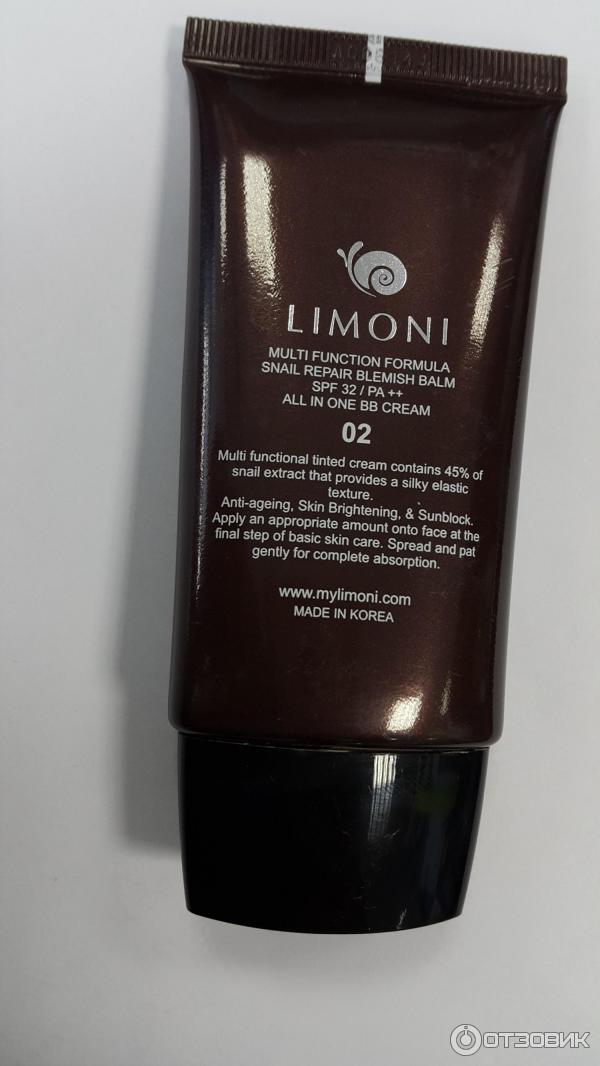 LIMONI
MULTI FUNCTION FORMULA
SNAIL REPAIR BLEMISH BALM
SPF 32 / PA ++
ALL IN ONE BB CREAM
02
Multi functional tinted cream contains 45% of
snail extract that provides a silky elastic
texture.
Anti-ageing, Skin Brightening, & Sunblock.
Apply an appropriate amount onto face at the
final step of basic skin care. Spread and pat
gently for complete absorption.
www.mylimoni.com
MADE IN KOREA
ОТЗОВИК